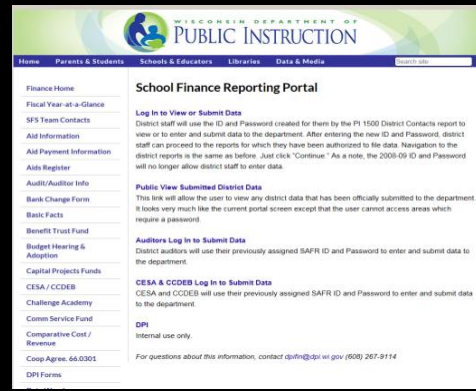 WISCONSIN DEPARTMENT OF
PUBLIC INSTRUCTION
Home Parents & Students Schools & Educators Libraries Data & Media Search site
Finance Home
Fiscal Year-at-a-Glance
SFS Team Contacts
Aid Information
Aid Payment Information
Aids Register
Audit/Auditor Info
Bank Change Form
Basic Facts
Benefit Trust Fund
Budget Hearing &
Adoption
Capital Projects Funds
CESA / CCDEB
Challenge Academy
Comm Service Fund
Comparative Cost /
Revenue
Coop Agree. 66.0301
DPI Forms
School Finance Reporting Portal
Log In to View or Submit Data
District staff will use the ID and Password created for them by the PI 1500 District Contacts report to
view or to enter and submit data to the department. After entering the new ID and Password, district
staff can proceed to the reports for which they have been authorized to file data. Navigation to the
district reports is the same as before. Just click "Continue." As a note, the 2008-09 ID and Password
will no longer allow district staff to enter data.
Public View Submitted District Data
This link will allow the user to view any district data that has been officially submitted to the department.
It looks very much like the current portal screen except that the user cannot access areas which
require a password.
Auditors Log In to Submit Data
District auditors will use their previously assigned SAFR ID and Password to enter and submit data to
the department.
CESA & CCDEB Log In to Submit Data
CESA and CCDEB will use their previously assigned SAFR ID and Password to enter and submit data
to the department.
DPI
Internal use only.
For questions about this information, contact dpifin@dpi.wi.gov (608) 267-9114